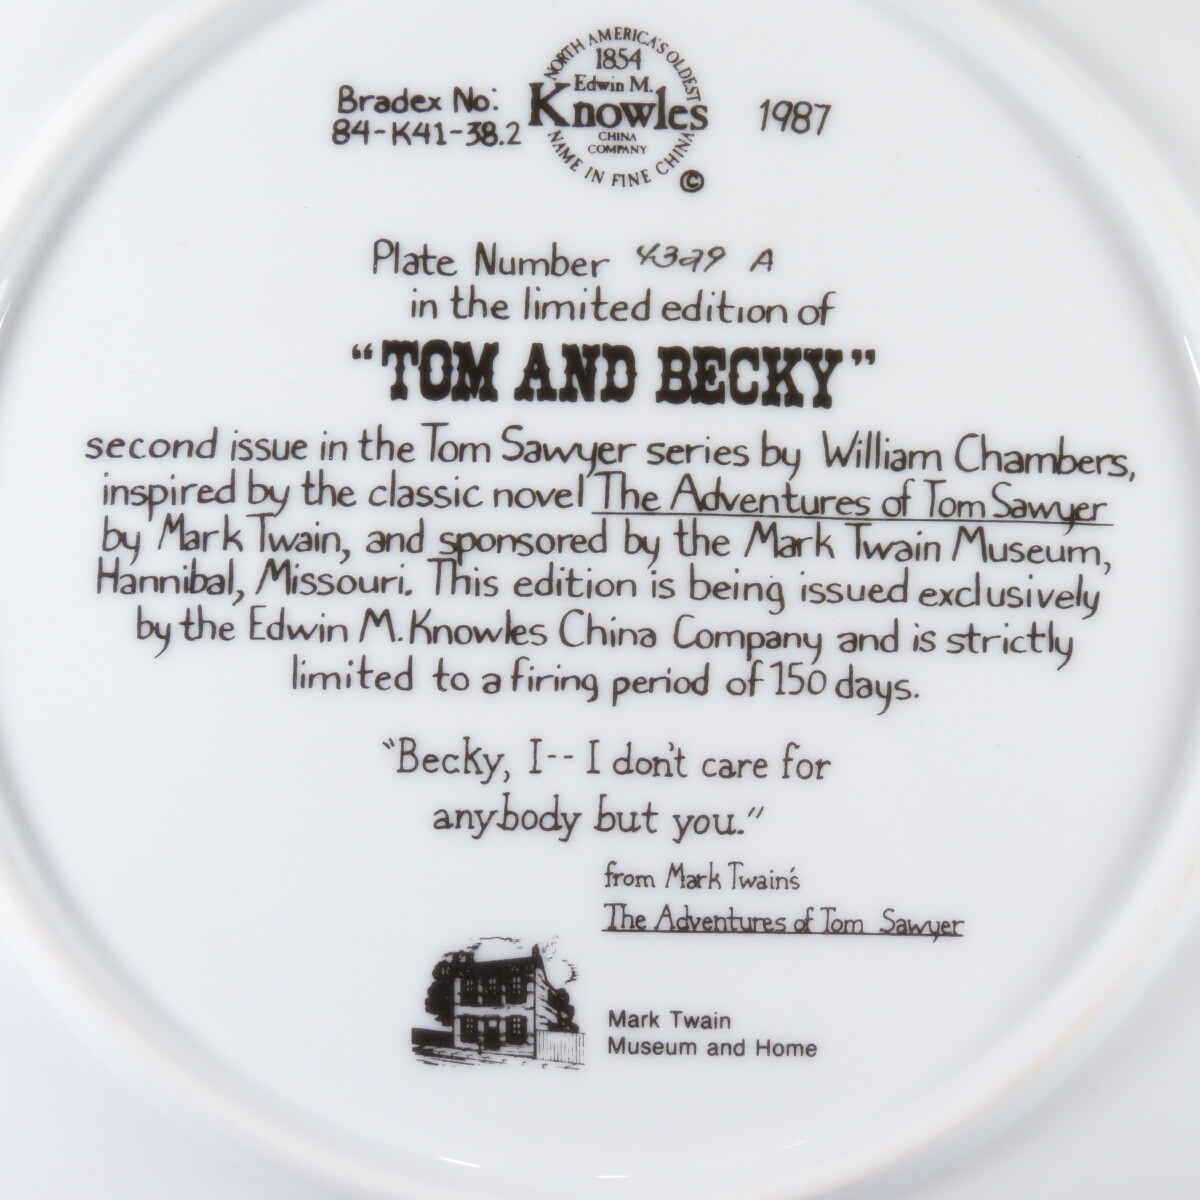 NORTH AMERICA'S OLDEST
1854
Edwin M.
Knowles
CHINA
COMPANY
NAME IN FINE CHINA
©
Bradex No:
84-K41-38.2
1987
Plate Number 4329 A
in the limited edition of
“TOM AND BECKY”
second issue in the Tom Sawyer series by William Chambers,
inspired by the classic novel The Adventures of Tom Sawyer
by Mark Twain, and sponsored by the Mark Twain Museum,
Hannibal, Missouri. This edition is being issued exclusively
by the Edwin M. Knowles China Company and is strictly
limited to a firing period of 150 days.
"Becky, I-- I don't care for
anybody but you."
from Mark Twain's
The Adventures of Tom Sawyer
Mark Twain
Museum and Home